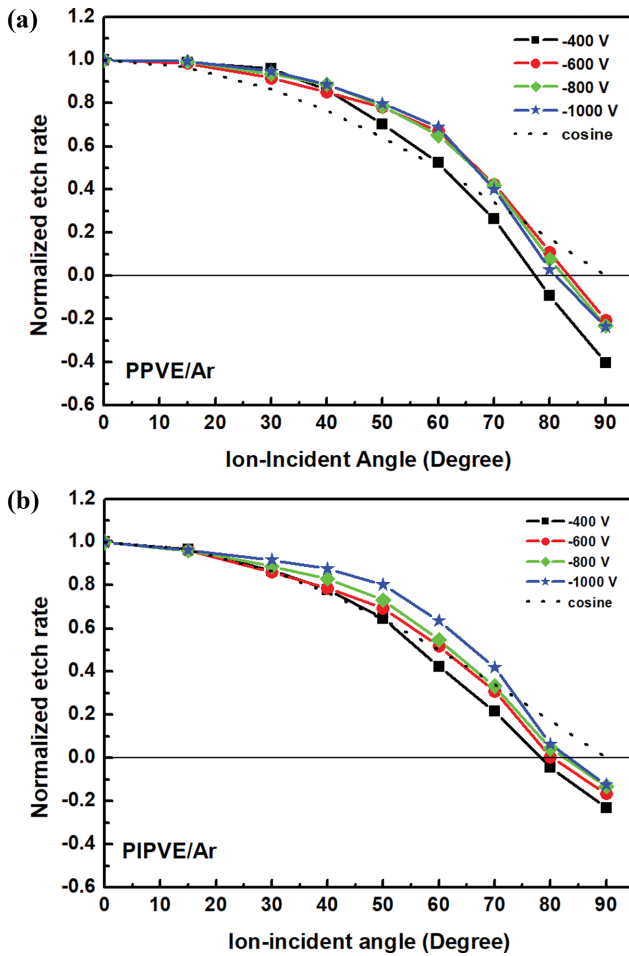 (a)
1.2
1.0
0.8
0.6
0.4
0.2
0.0
-0.2
-0.4
-0.6
Normalized etch rate
-400 V
-600 V
-800 V
-1000 V
cosine
PPVE/Ar
0 10 20 30 40 50 60 70 80 90
Ion-Incident Angle (Degree)
(b)
1.2
1.0
0.8
0.6
0.4
0.2
0.0
-0.2
-0.4
-0.6
Normalized etch rate
-400 V
-600 V
-800 V
-1000 V
cosine
PIPVE/Ar
0 10 20 30 40 50 60 70 80 90
Ion-incident angle (Degree)